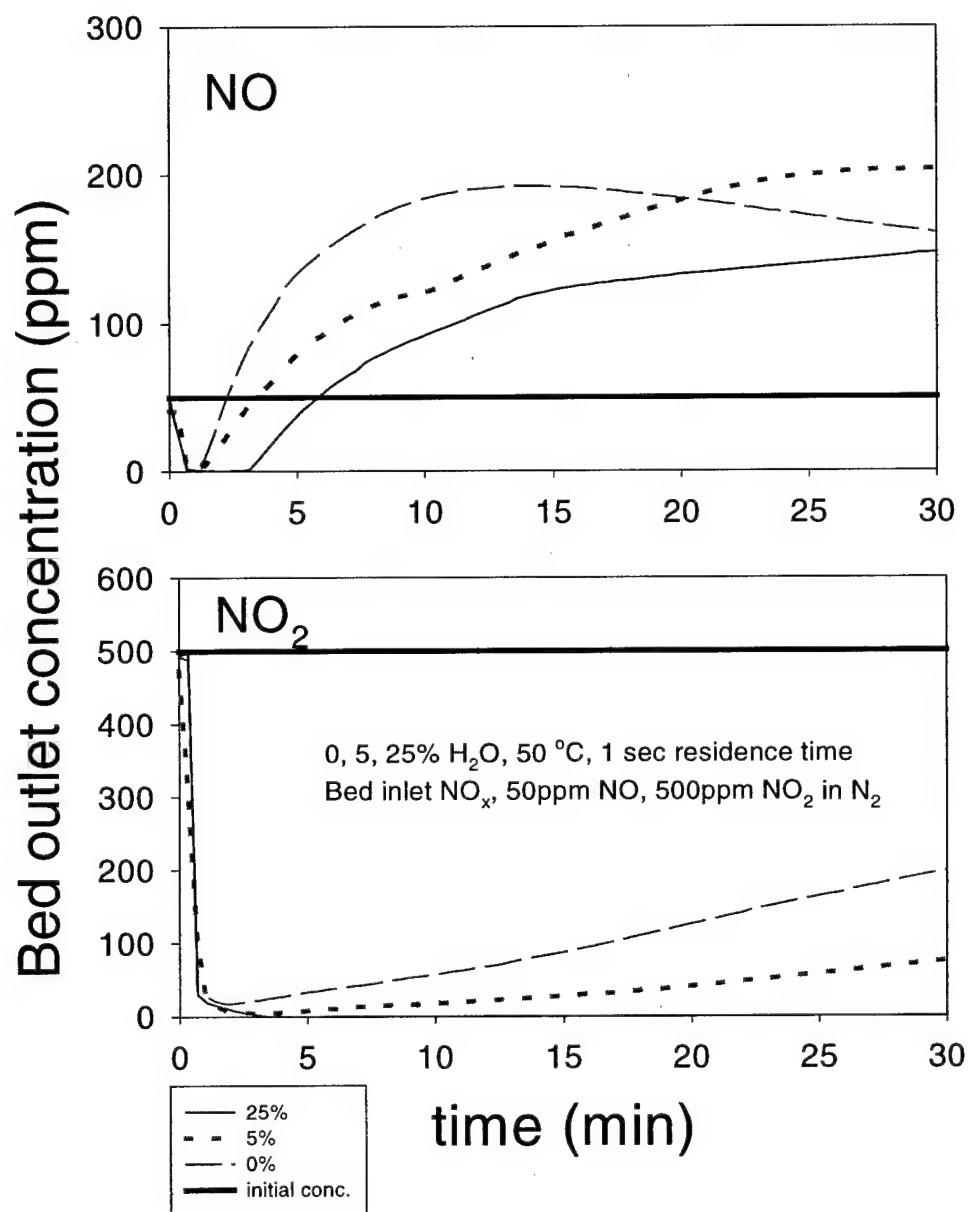 Bed outlet concentration (ppm)
300
200
100
0
NO
0 5 10 15 20 25 30
600
500
400
300
200
100
0
NO₂
0, 5, 25% H₂O, 50 °C, 1 sec residence time
Bed inlet NOₓ, 50ppm NO, 500ppm NO₂ in N₂
0 5 10 15 20 25 30
time (min)
25%
5%
0%
initial conc.